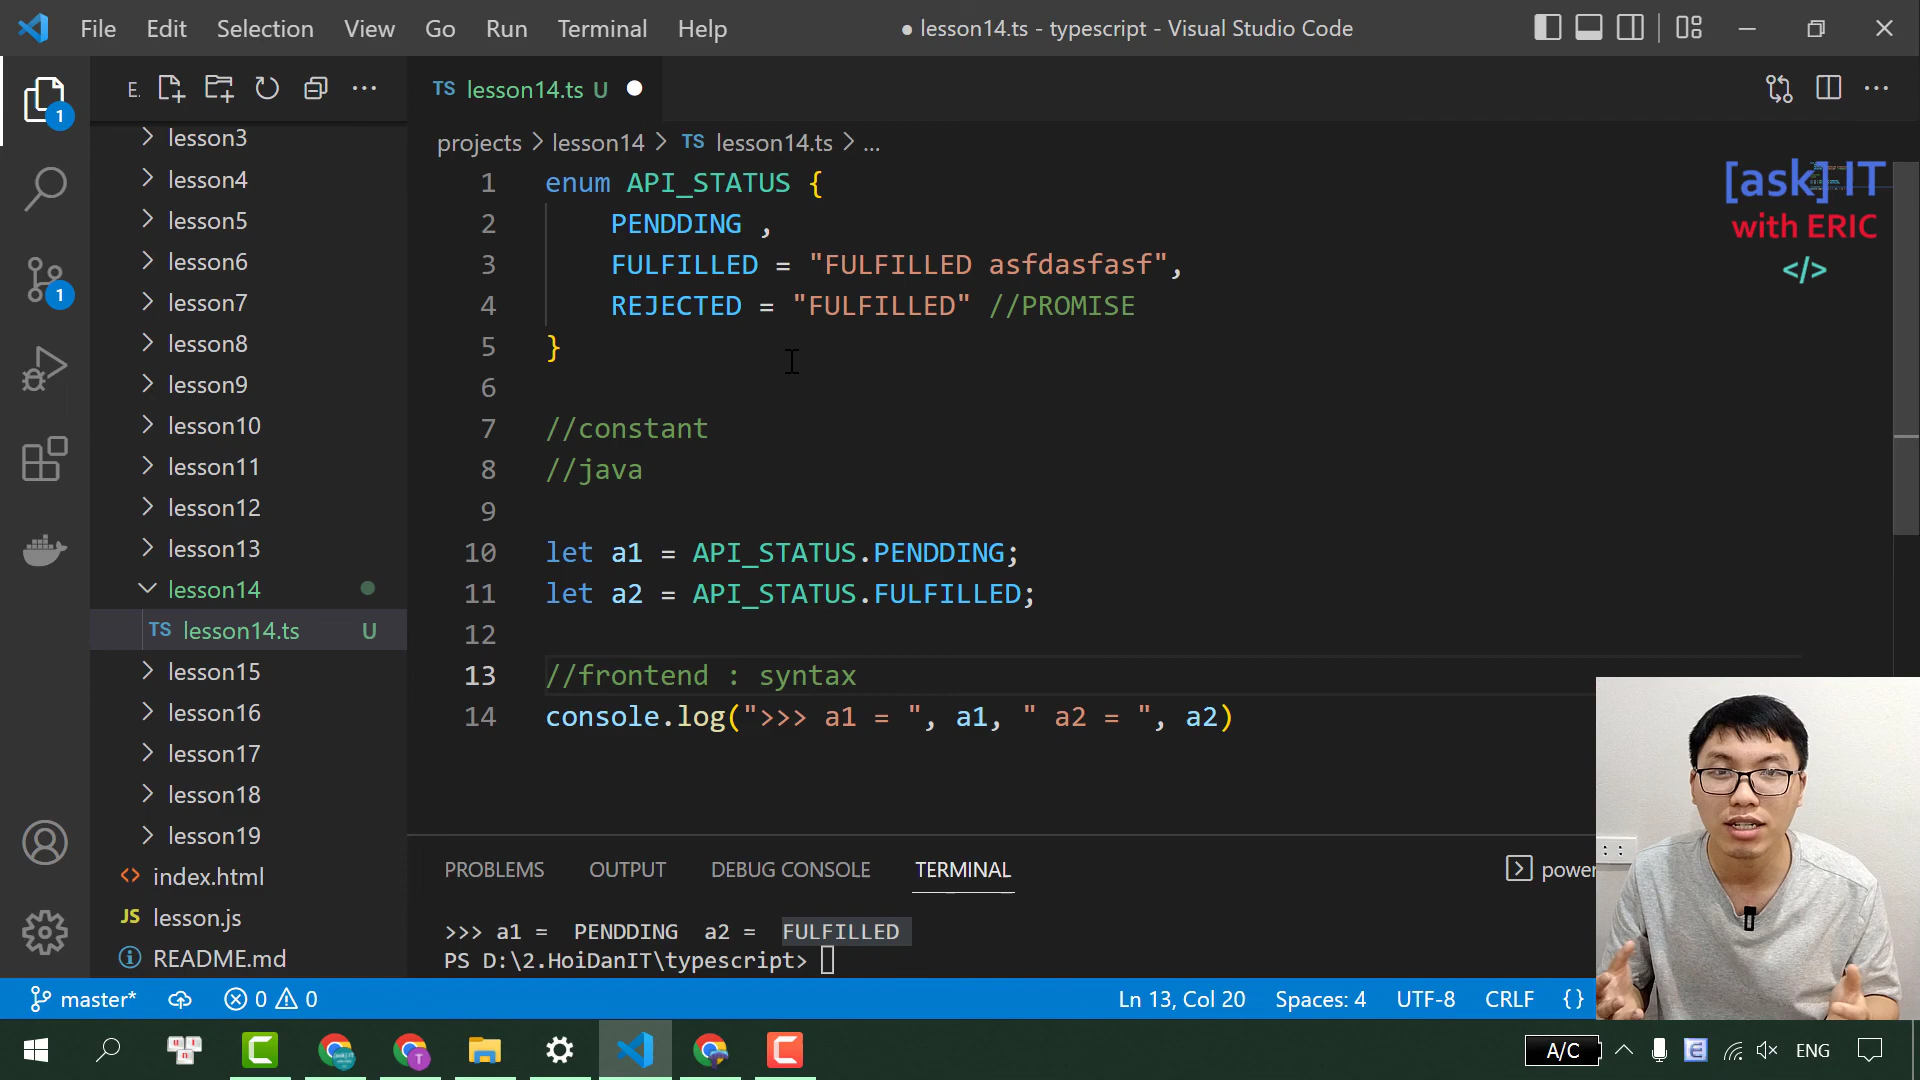 File Edit Selection View Go Run Terminal Help
● lesson14.ts - typescript - Visual Studio Code
E.
TS lesson14.ts U
projects > lesson14 > TS lesson14.ts > ...
lesson3
lesson4
lesson5
lesson6
lesson7
lesson8
lesson9
lesson10
lesson11
lesson12
lesson13
lesson14
TS lesson14.ts U
lesson15
lesson16
lesson17
lesson18
lesson19
index.html
JS lesson.js
README.md
1
1
1 enum API_STATUS {
2 PENDDING ,
3 FULFILLED = "FULFILLED asfdasfasf",
4 REJECTED = "FULFILLED" //PROMISE
5 }
6
7 //constant
8 //java
9
10 let a1 = API_STATUS.PENDDING;
11 let a2 = API_STATUS.FULFILLED;
12
13 //frontend : syntax
14 console.log(">>> a1 = ", a1, " a2 = ", a2)
[ask] IT
with ERIC
</>
PROBLEMS OUTPUT DEBUG CONSOLE TERMINAL
power
>>> a1 = PENDDING a2 = FULFILLED
PS D:\2.HoiDanIT\typescript>
master* 0 0 Ln 13, Col 20 Spaces: 4 UTF-8 CRLF {}
A/C ENG